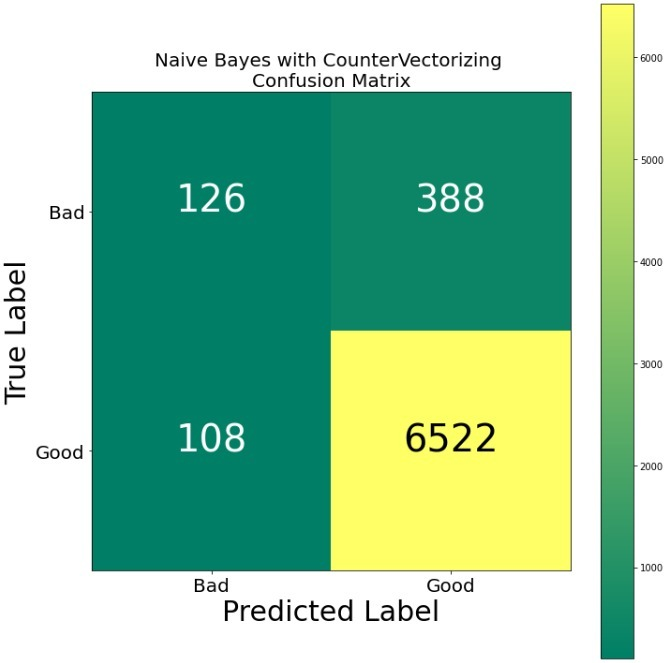 Naive Bayes with CounterVectorizing
Confusion Matrix
True Label
Bad
126
388
Good
108
6522
Bad
Good
Predicted Label
6000
5000
4000
3000
2000
1000